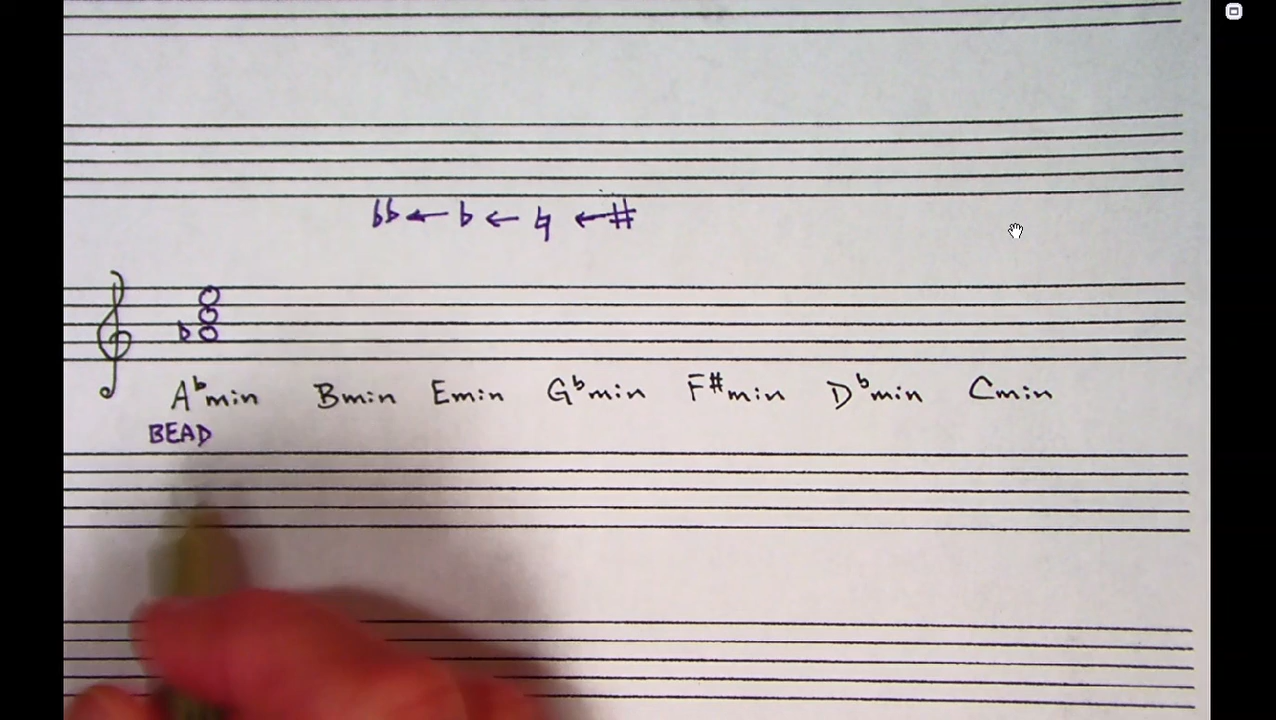 bb ← b ← ♮ ← #
A♭min Bmin Emin G♭min F#min D♭min Cmin
BEAD